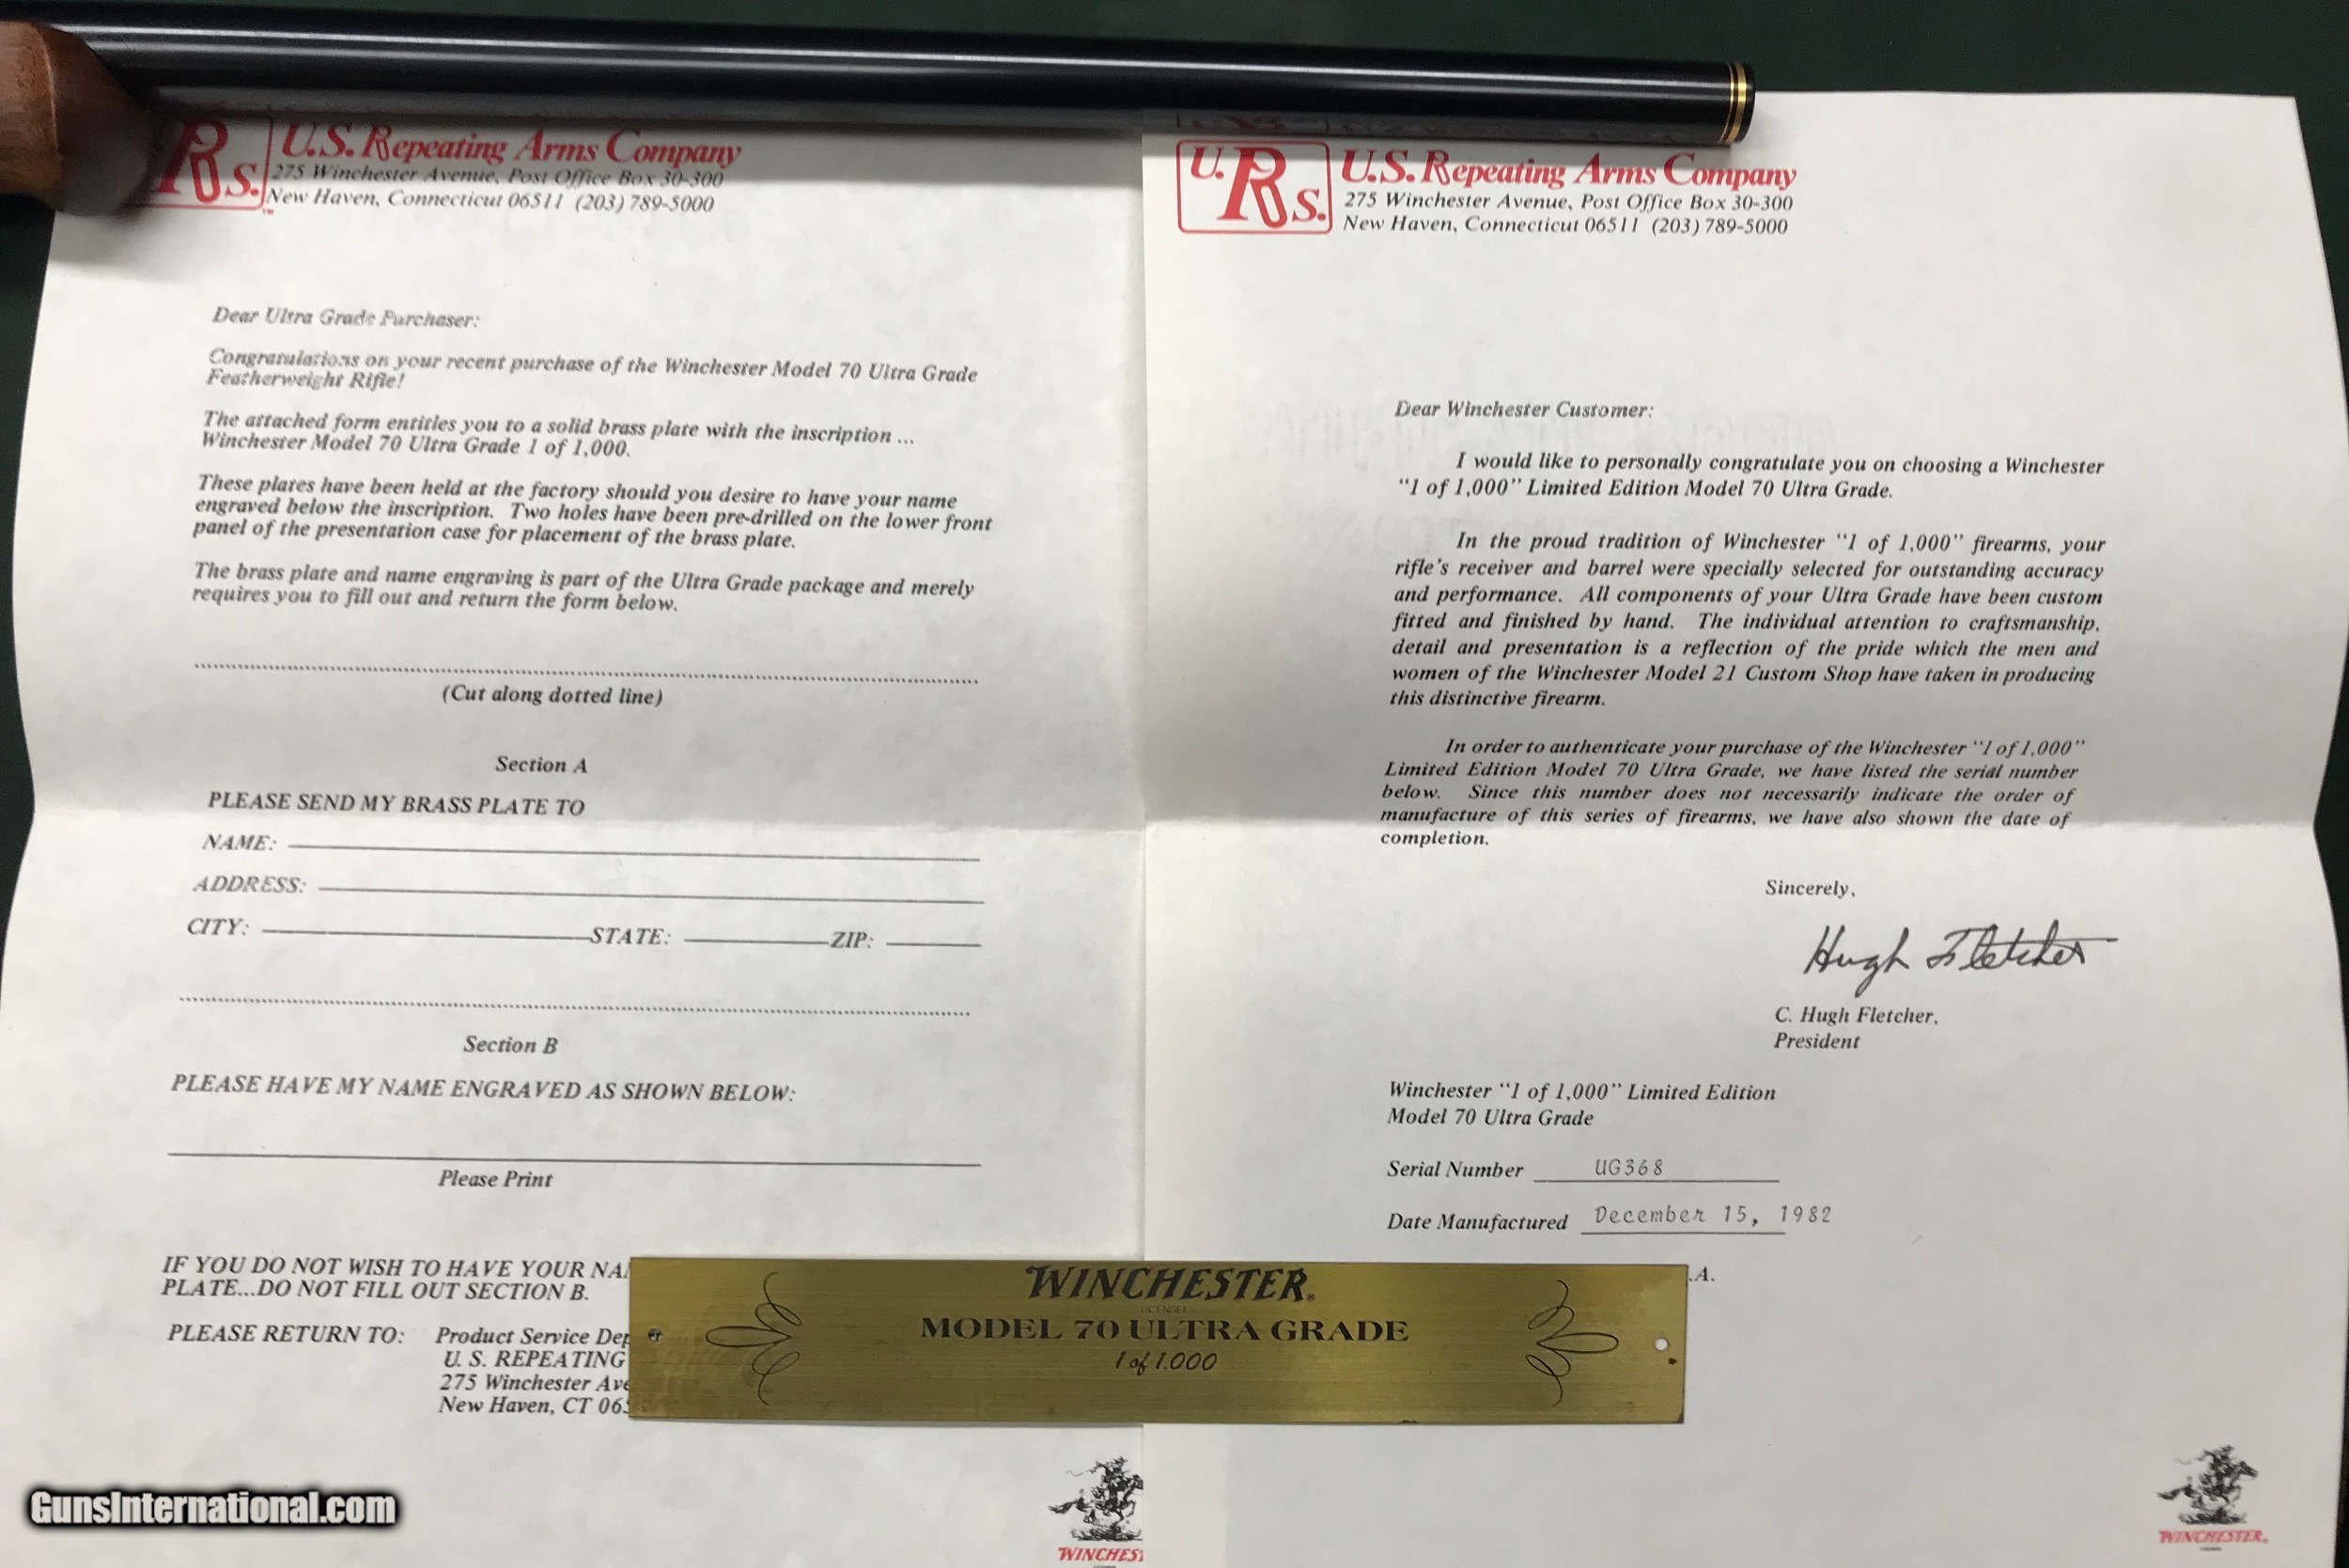 Rs.
U.S. Repeating Arms Company
275 Winchester Avenue, Post Office Box 30-300
New Haven, Connecticut 06511 (203) 789-5000
Dear Ultra Grade Purchaser:
Congratulations on your recent purchase of the Winchester Model 70 Ultra Grade
Featherweight Rifle!
The attached form entitles you to a solid brass plate with the inscription ...
Winchester Model 70 Ultra Grade 1 of 1,000.
These plates have been held at the factory should you desire to have your name
engraved below the inscription. Two holes have been pre-drilled on the lower front
panel of the presentation case for placement of the brass plate.
The brass plate and name engraving is part of the Ultra Grade package and merely
requires you to fill out and return the form below.
(Cut along dotted line)
Section A
PLEASE SEND MY BRASS PLATE TO
NAME:
ADDRESS:
CITY: STATE: ZIP:
Section B
PLEASE HAVE MY NAME ENGRAVED AS SHOWN BELOW:
Please Print
IF YOU DO NOT WISH TO HAVE YOUR
PLATE...DO NOT FILL OUT SECTION B.
PLEASE RETURN TO: Product Service
U. S. REPEATING
275 Winchester
New Haven, CT
WINCHES
U.Rs.
U.S. Repeating Arms Company
275 Winchester Avenue, Post Office Box 30-300
New Haven, Connecticut 06511 (203) 789-5000
Dear Winchester Customer:
I would like to personally congratulate you on choosing a Winchester
“1 of 1,000” Limited Edition Model 70 Ultra Grade.
In the proud tradition of Winchester “1 of 1,000” firearms, your
rifle's receiver and barrel were specially selected for outstanding accuracy
and performance. All components of your Ultra Grade have been custom
fitted and finished by hand. The individual attention to craftsmanship,
detail and presentation is a reflection of the pride which the men and
women of the Winchester Model 21 Custom Shop have taken in producing
this distinctive firearm.
In order to authenticate your purchase of the Winchester “1 of 1,000”
Limited Edition Model 70 Ultra Grade, we have listed the serial number
below. Since this number does not necessarily indicate the order of
manufacture of this series of firearms, we have also shown the date of
completion.
Sincerely,
Hugh Fletcher
C. Hugh Fletcher,
President
Winchester “1 of 1,000” Limited Edition
Model 70 Ultra Grade
Serial Number UG368
Date Manufactured December 15, 1982
.A.
WINCHESTER®
LICENSEE
MODEL 70 ULTRA GRADE
1 of 1.000
WINCHESTER®
GunsInternational.com